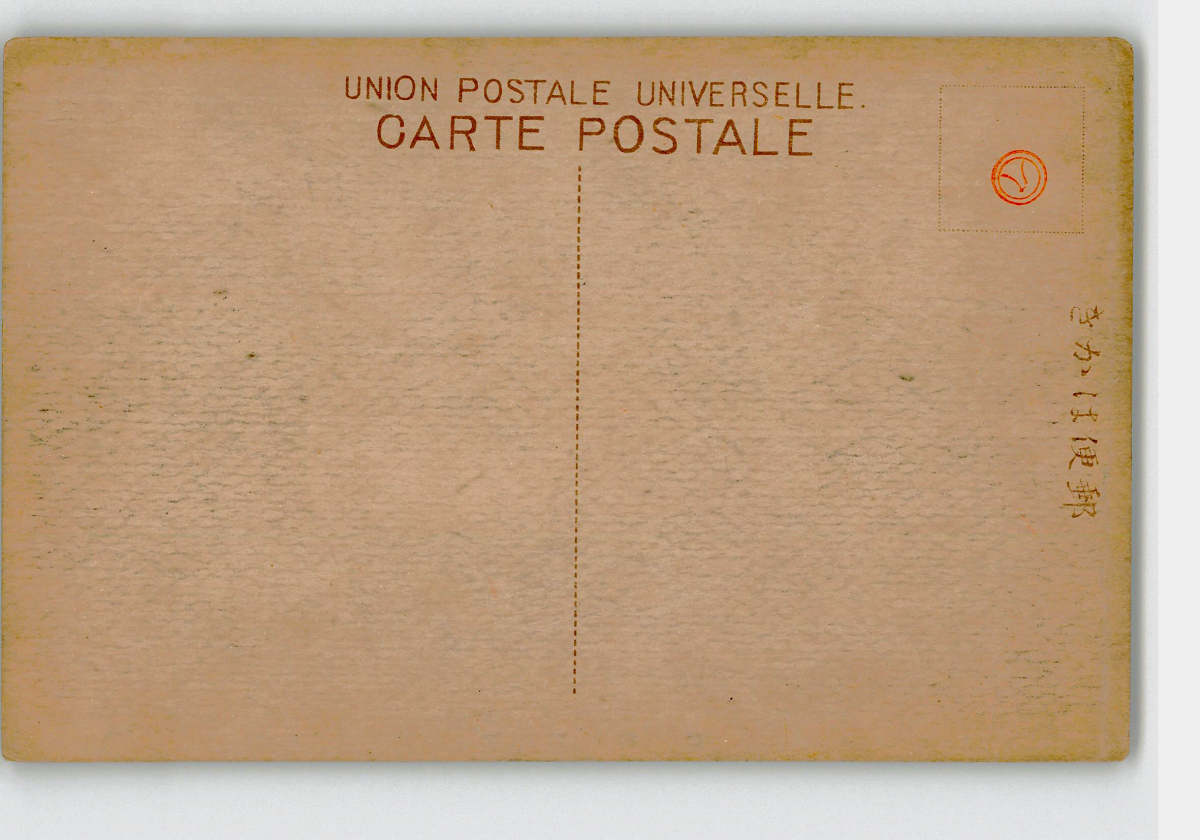 UNION POSTALE UNIVERSELLE.
CARTE POSTALE
郵便はかき